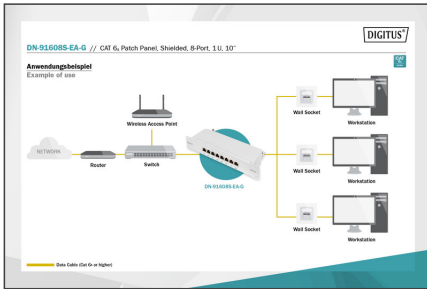 DIGITUS®
DN-91608S-EA-G // CAT 6A Patch Panel, Shielded, 8-Port, 1U, 10"
Anwendungsbeispiel
Example of use
CAT
Wireless Access Point
Wall Socket
Workstation
NETWORK
Router
Switch
DN-91608S-EA-G
Wall Socket
Workstation
Wall Socket
Workstation
Data Cable (Cat 6A or higher)